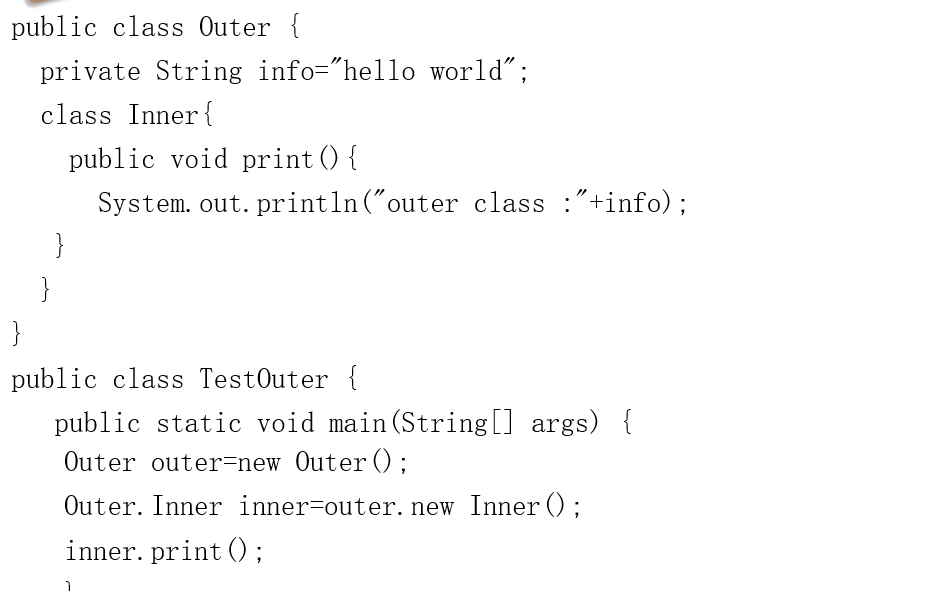 public class Outer {
private String info="hello world";
class Inner{
public void print(){
System.out.println("outer class :"+info);
}
}
}
public class TestOuter {
public static void main(String[] args) {
Outer outer=new Outer();
Outer.Inner inner=outer.new Inner();
inner.print();
}